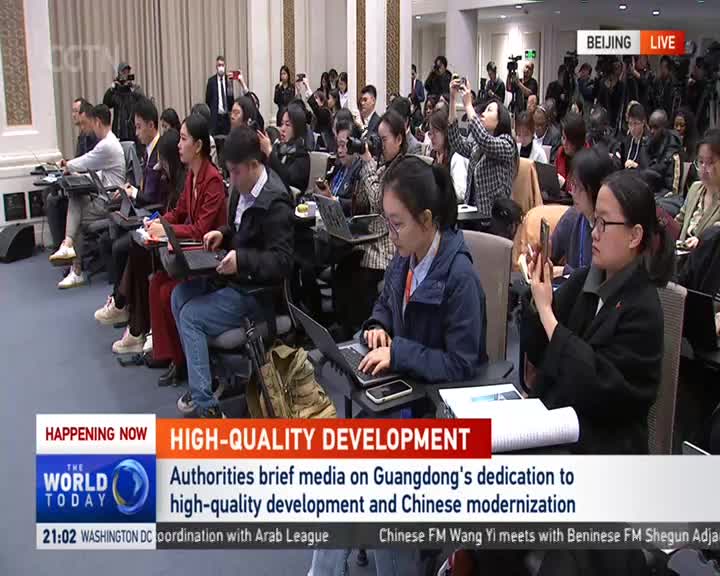 CGTN
BEIJING LIVE
HAPPENING NOW
HIGH-QUALITY DEVELOPMENT
THE WORLD TODAY
Authorities brief media on Guangdong's dedication to
high-quality development and Chinese modernization
21:02 WASHINGTON DC
coordination with Arab League Chinese FM Wang Yi meets with Beninese FM Shegun Adja